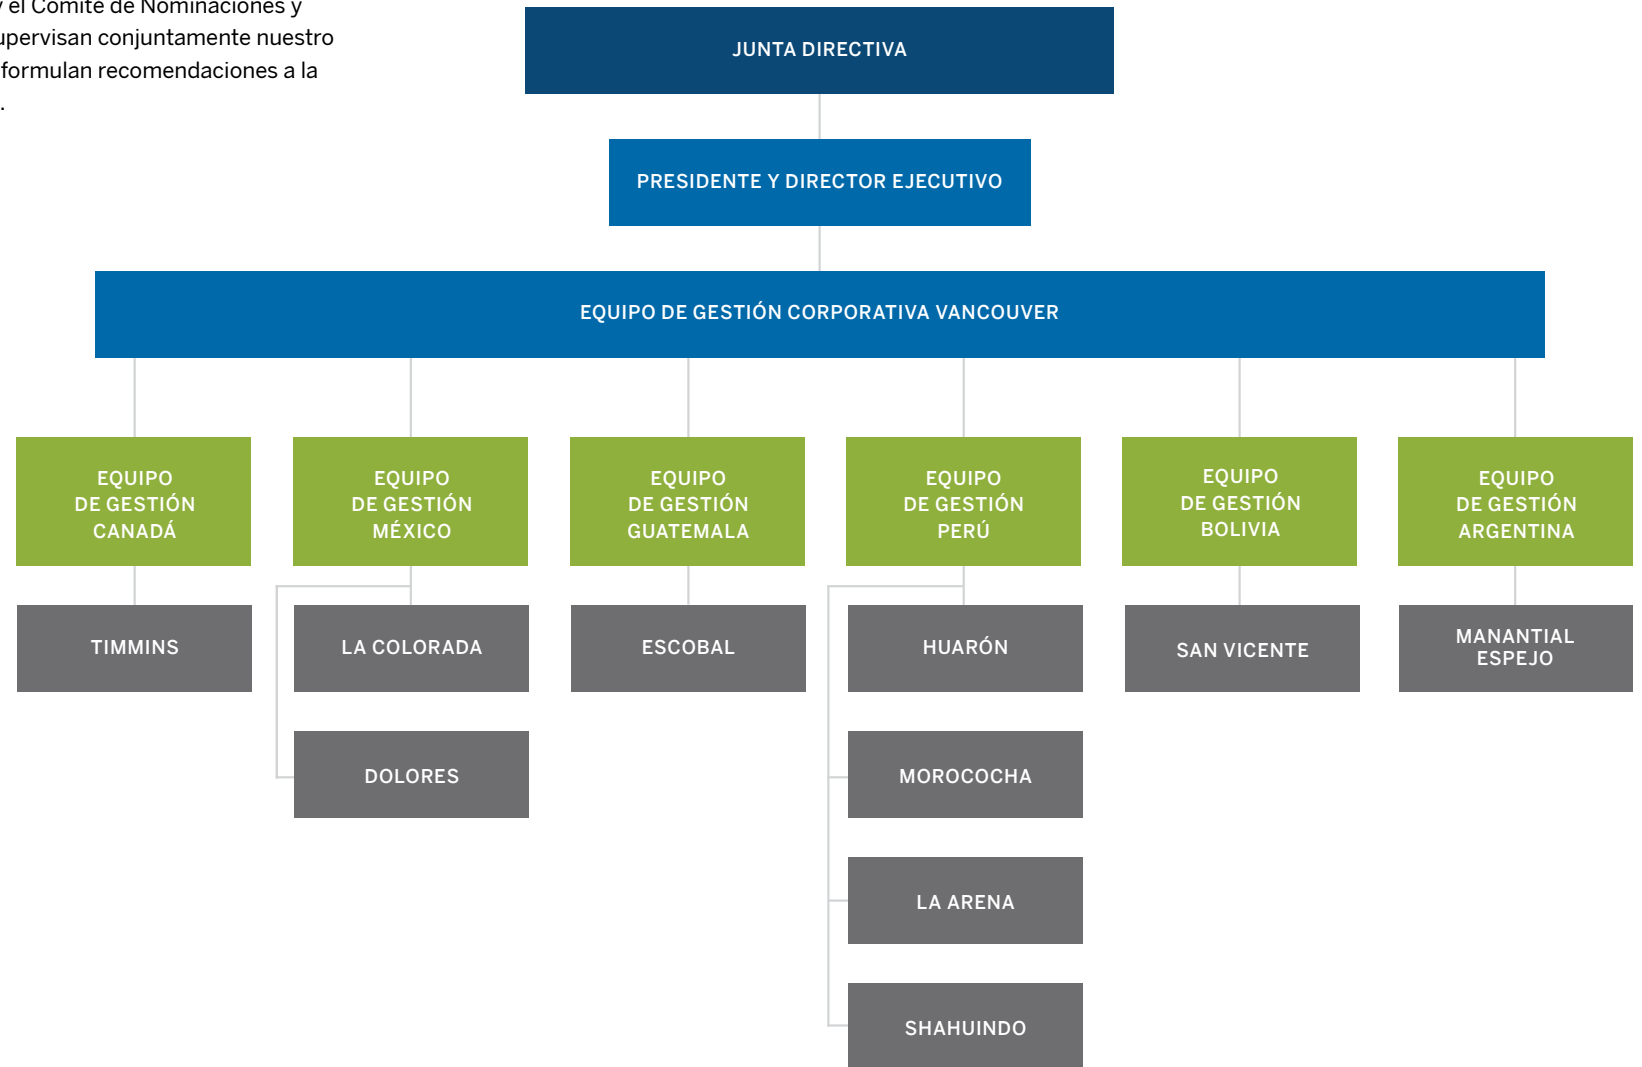 y el Comité de Nominaciones y
supervisan conjuntamente nuestro
formulan recomendaciones a la
.
JUNTA DIRECTIVA
PRESIDENTE Y DIRECTOR EJECUTIVO
EQUIPO DE GESTIÓN CORPORATIVA VANCOUVER
EQUIPO
DE GESTIÓN
CANADÁ
EQUIPO
DE GESTIÓN
MÉXICO
EQUIPO
DE GESTIÓN
GUATEMALA
EQUIPO
DE GESTIÓN
PERÚ
EQUIPO
DE GESTIÓN
BOLIVIA
EQUIPO
DE GESTIÓN
ARGENTINA
TIMMINS
LA COLORADA
ESCOBAL
HUARÓN
SAN VICENTE
MANANTIAL
ESPEJO
DOLORES
MOROCOCHA
LA ARENA
SHAHUINDO